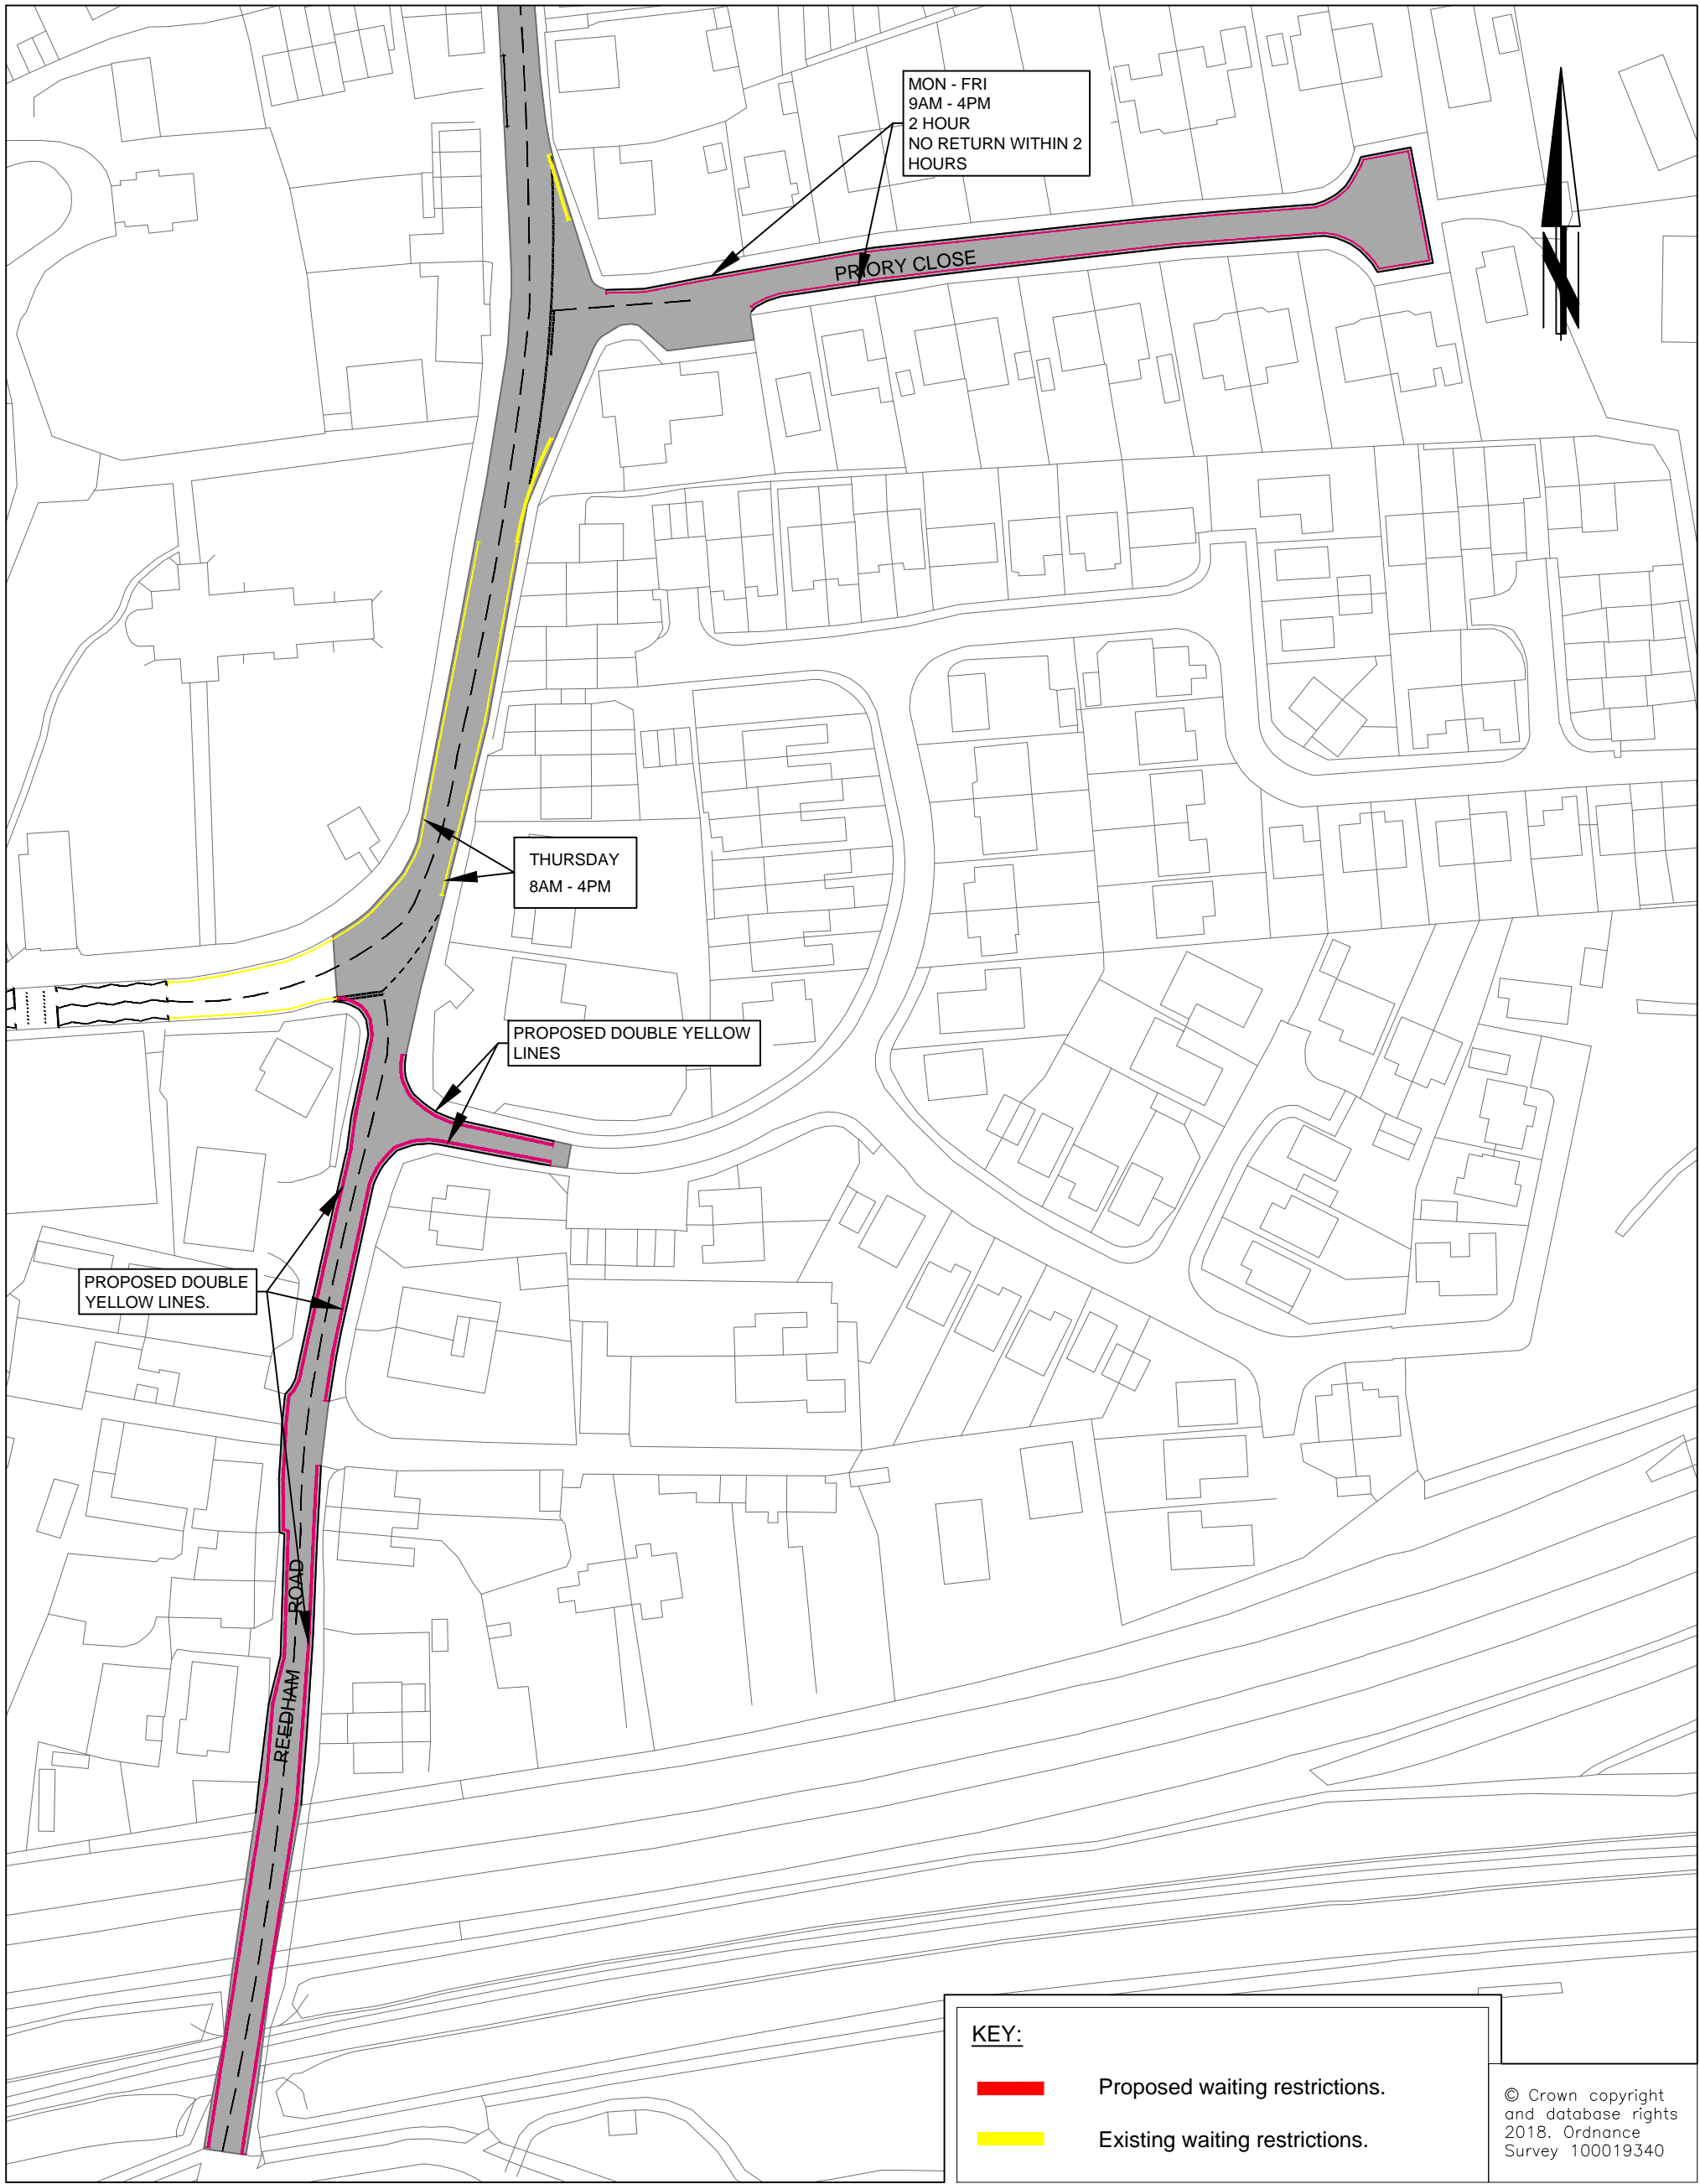 MON - FRI
9AM - 4PM
2 HOUR
NO RETURN WITHIN 2
HOURS
PRIORY CLOSE
N
THURSDAY
8AM - 4PM
PROPOSED DOUBLE YELLOW
LINES
PROPOSED DOUBLE
YELLOW LINES.
REEDHAM ROAD
KEY:
Proposed waiting restrictions.
Existing waiting restrictions.
© Crown copyright
and database rights
2018. Ordnance
Survey 100019340